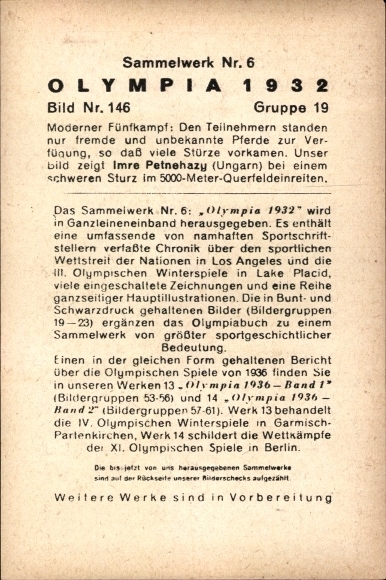 Sammelwerk Nr. 6
OLYMPIA 1932
Bild Nr. 146 Gruppe 19
Moderner Fünfkampf: Den Teilnehmern standen
nur fremde und unbekannte Pferde zur Ver-
fügung, so daß viele Stürze vorkamen. Unser
Bild zeigt Imre Petnehazy (Ungarn) bei einem
schweren Sturz im 5000-Meter-Querfeldeinreiten.
Das Sammelwerk Nr. 6: „Olympia 1932" wird
in Ganzleineneinband herausgegeben. Es enthält
eine umfassende von namhaften Sportschrift-
stellern verfaßte Chronik über den sportlichen
Wettstreit der Nationen in Los Angeles und die
III. Olympischen Winterspiele in Lake Placid,
viele eingeschaltete Zeichnungen und eine Reihe
ganzseitiger Hauptillustrationen. Die in Bunt- und
Schwarzdruck gehaltenen Bilder (Bildergruppen
19—23) ergänzen das Olympiabuch zu einem
Sammelwerk von größter sportgeschichtlicher
Bedeutung.
Einen in der gleichen Form gehaltenen Bericht
über die Olympischen Spiele von 1936 finden Sie
in unseren Werken 13 „Olympia 1936 – Band 1"
(Bildergruppen 53-56) und 14 „Olympia 1936 –
Band 2" (Bildergruppen 57-61). Werk 13 behandelt
die IV. Olympischen Winterspiele in Garmisch-
Partenkirchen, Werk 14 schildert die Wettkämpfe
der XI. Olympischen Spiele in Berlin.
Die bis jetzt von uns herausgegebenen Sammelwerke
sind auf der Rückseite unserer Bilderschecks aufgezählt.
Weitere Werke sind in Vorbereitung